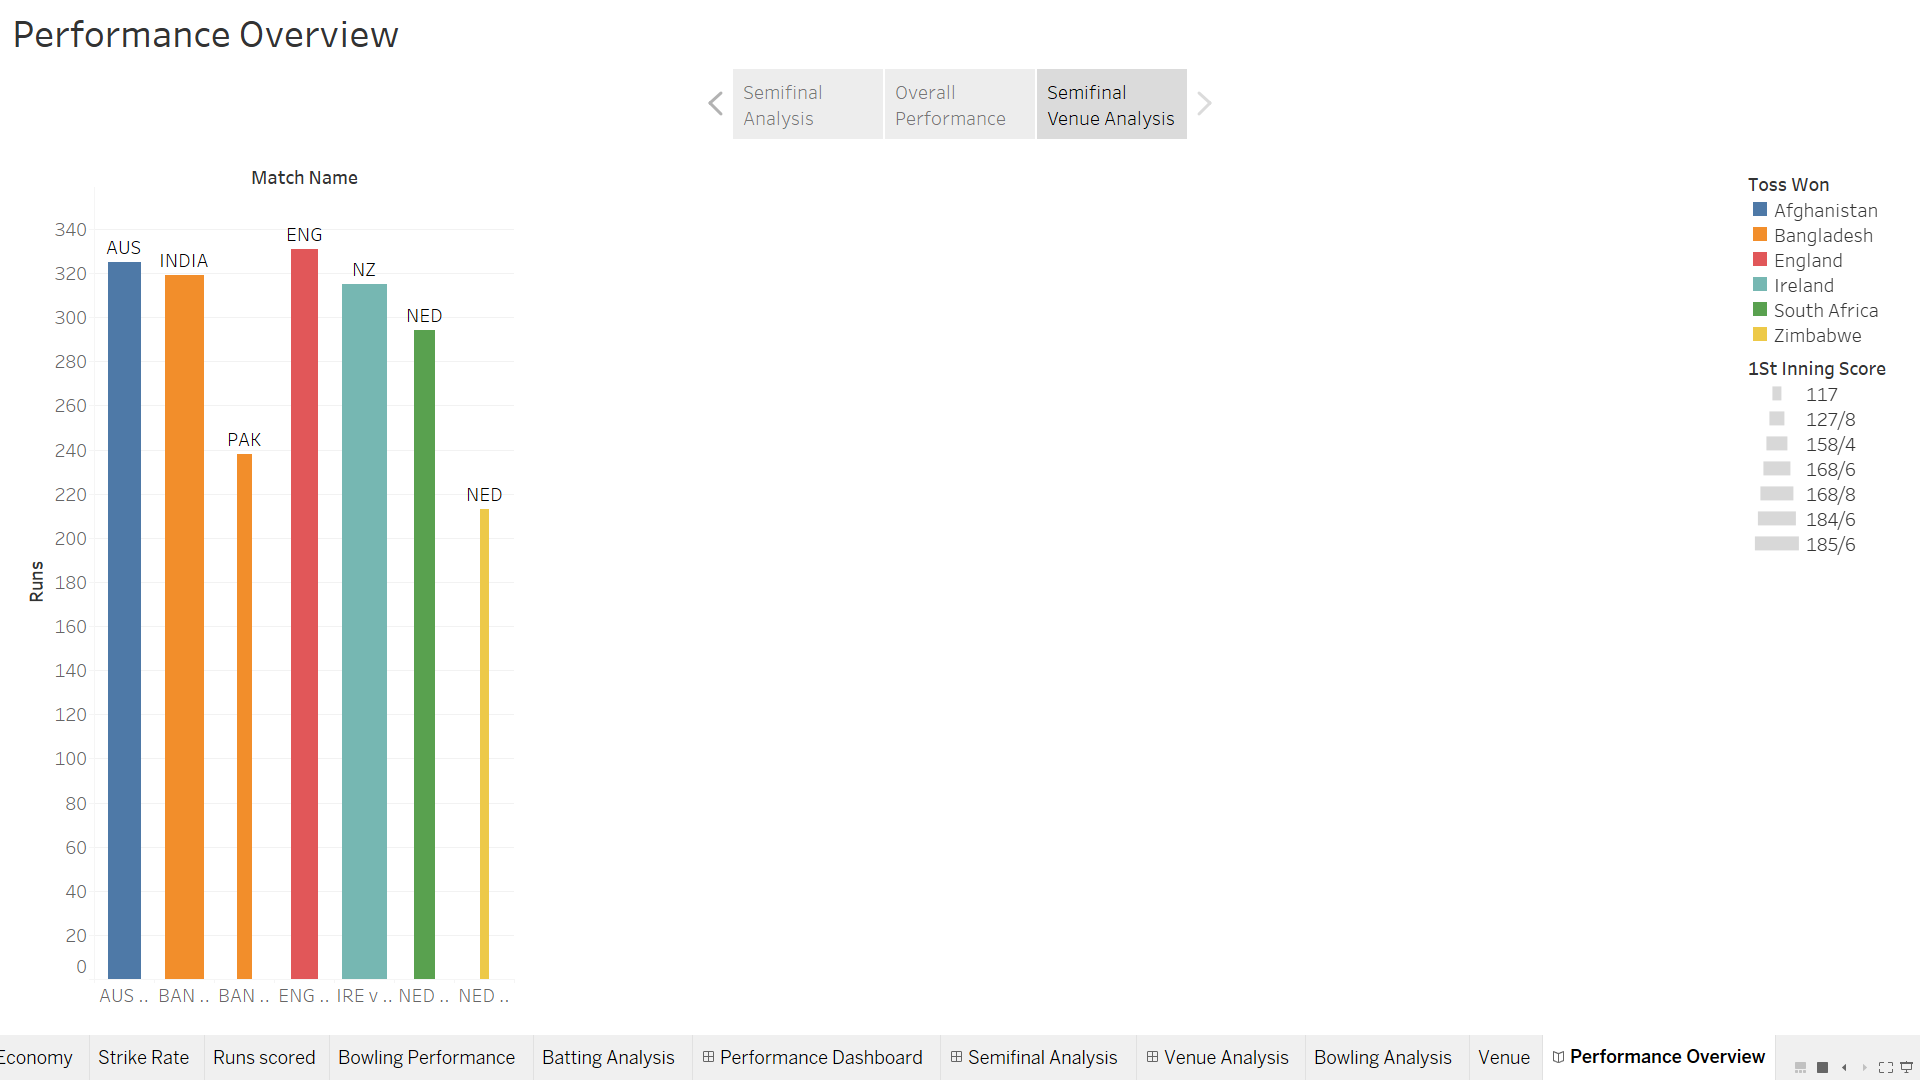 Performance Overview
Semifinal
Analysis
Overall
Performance
Semifinal
Venue Analysis
Match Name
340
320
300
280
260
240
220
200
180
160
140
120
100
80
60
40
20
0
Runs
AUS
INDIA
PAK
ENG
NZ
NED
NED
AUS ..
BAN ..
BAN ..
ENG ..
IRE v ..
NED ..
NED ..
Toss Won
Afghanistan
Bangladesh
England
Ireland
South Africa
Zimbabwe
1St Inning Score
117
127/8
158/4
168/6
168/8
184/6
185/6
Economy
Strike Rate
Runs scored
Bowling Performance
Batting Analysis
Performance Dashboard
Semifinal Analysis
Venue Analysis
Bowling Analysis
Venue
Performance Overview